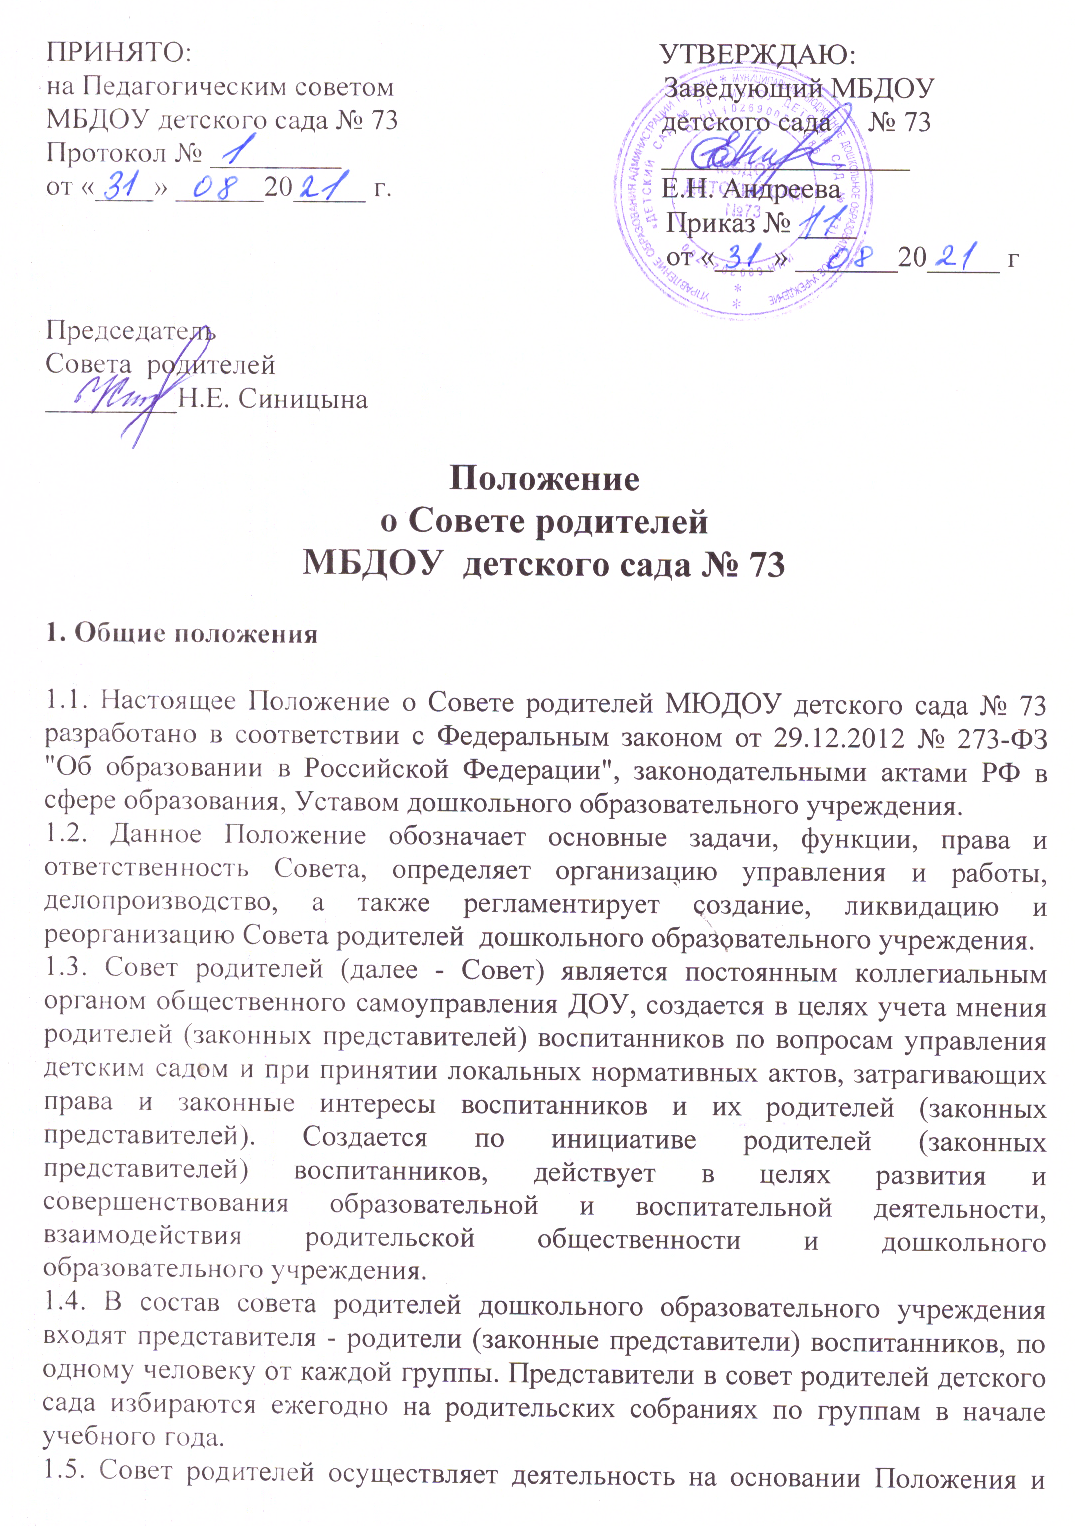 ПРИНЯТО:
на Педагогическим советом
МБДОУ детского сада № 73
Протокол № 1
от «31» 08 2021 г.
УТВЕРЖДАЮ:
Заведующий МБДОУ
детского сада № 73
Е.Н. Андреева
Приказ № 11
от «31» 08 2021 г
Председатель
Совета родителей
Н.Е. Синицына
Положение
о Совете родителей
МБДОУ детского сада № 73
1. Общие положения
1.1. Настоящее Положение о Совете родителей МЮДОУ детского сада № 73
разработано в соответствии с Федеральным законом от 29.12.2012 № 273-ФЗ
"Об образовании в Российской Федерации", законодательными актами РФ в
сфере образования, Уставом дошкольного образовательного учреждения.
1.2. Данное Положение обозначает основные задачи, функции, права и
ответственность Совета, определяет организацию управления и работы,
делопроизводство, а также регламентирует создание, ликвидацию и
реорганизацию Совета родителей дошкольного образовательного учреждения.
1.3. Совет родителей (далее - Совет) является постоянным коллегиальным
органом общественного самоуправления ДОУ, создается в целях учета мнения
родителей (законных представителей) воспитанников по вопросам управления
детским садом и при принятии локальных нормативных актов, затрагивающих
права и законные интересы воспитанников и их родителей (законных
представителей). Создается по инициативе родителей (законных
представителей) воспитанников, действует в целях развития и
совершенствования образовательной и воспитательной деятельности,
взаимодействия родительской общественности и дошкольного
образовательного учреждения.
1.4. В состав совета родителей дошкольного образовательного учреждения
входят представителя - родители (законные представители) воспитанников, по
одному человеку от каждой группы. Представители в совет родителей детского
сада избираются ежегодно на родительских собраниях по группам в начале
учебного года.
1.5. Совет родителей осуществляет деятельность на основании Положения и